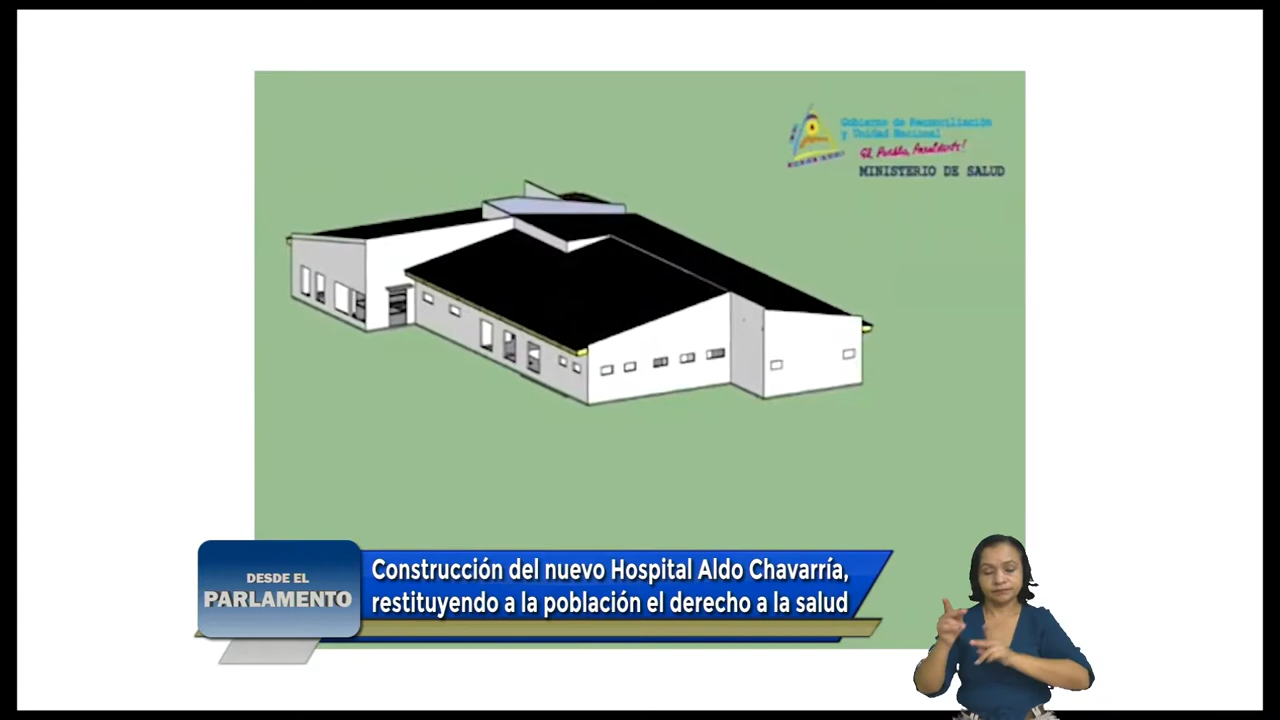 Gobierno de Reconciliación
y Unidad Nacional
El Pueblo, Presidente!
MINISTERIO DE SALUD
DESDE EL
PARLAMENTO
Construcción del nuevo Hospital Aldo Chavarría,
restituyendo a la población el derecho a la salud